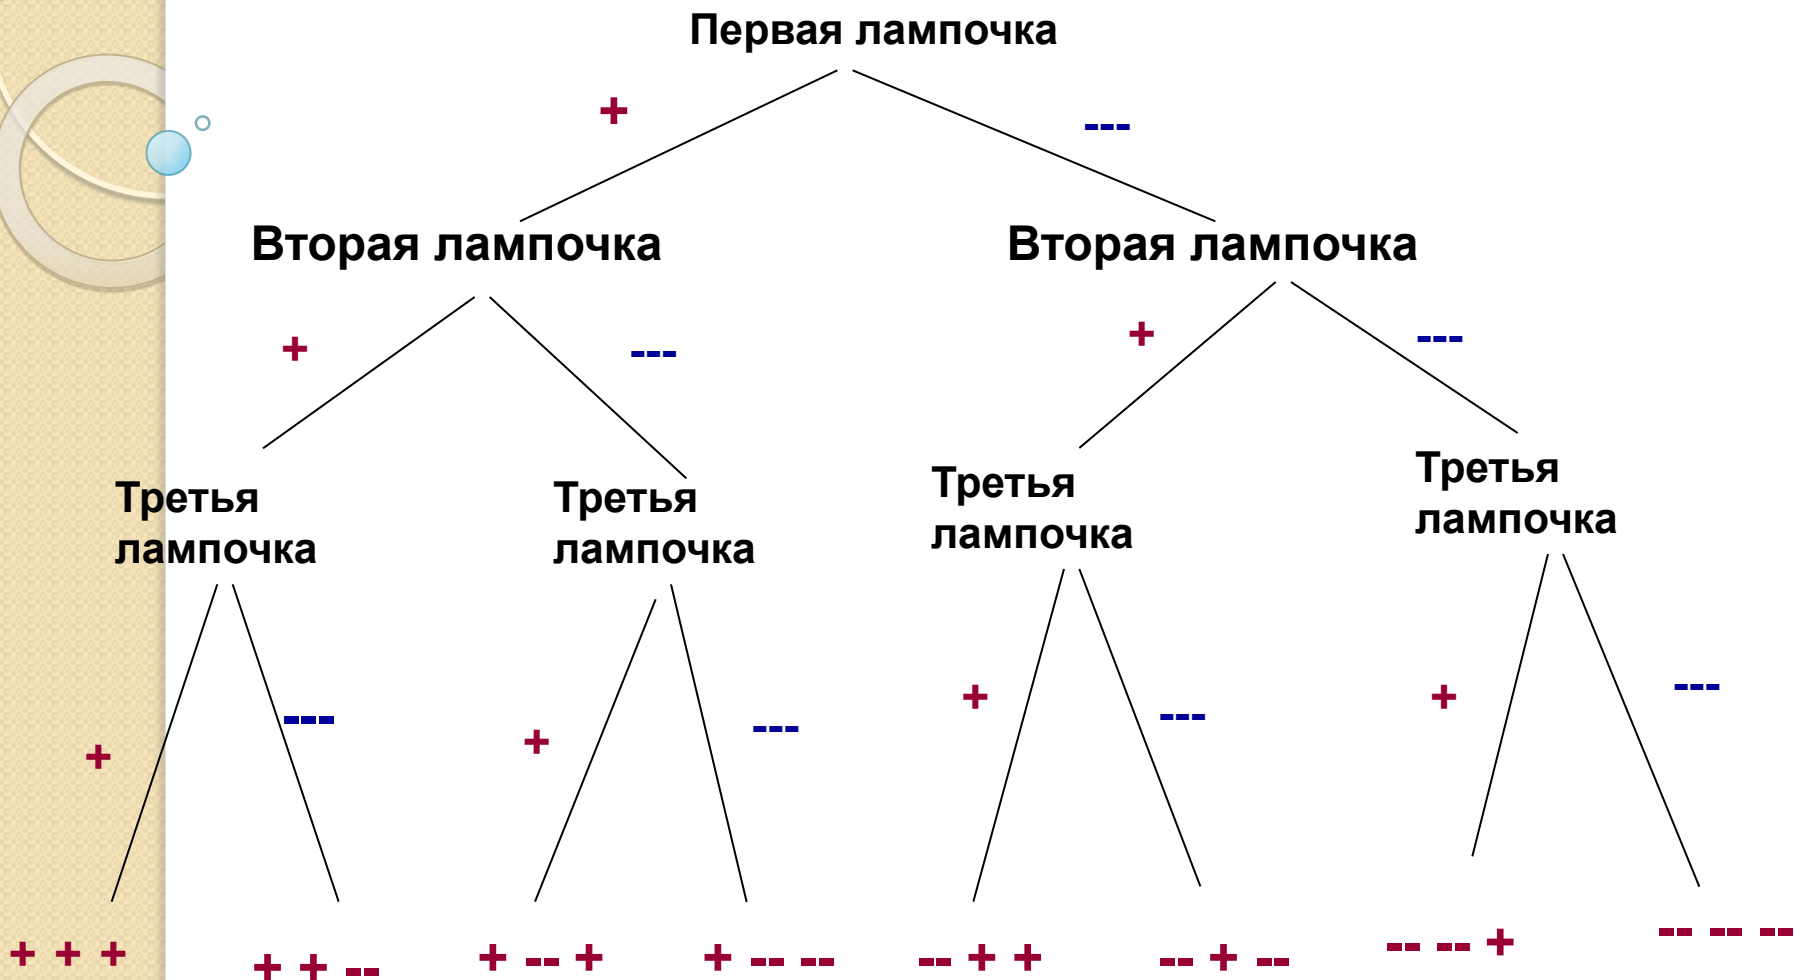 Первая лампочка
+ ---
Вторая лампочка Вторая лампочка
+ --- + ---
Третья лампочка Третья лампочка Третья лампочка Третья лампочка
+ --- + --- + --- + ---
+ + + + + -- + -- + + -- -- -- + + -- + -- -- -- + -- -- --